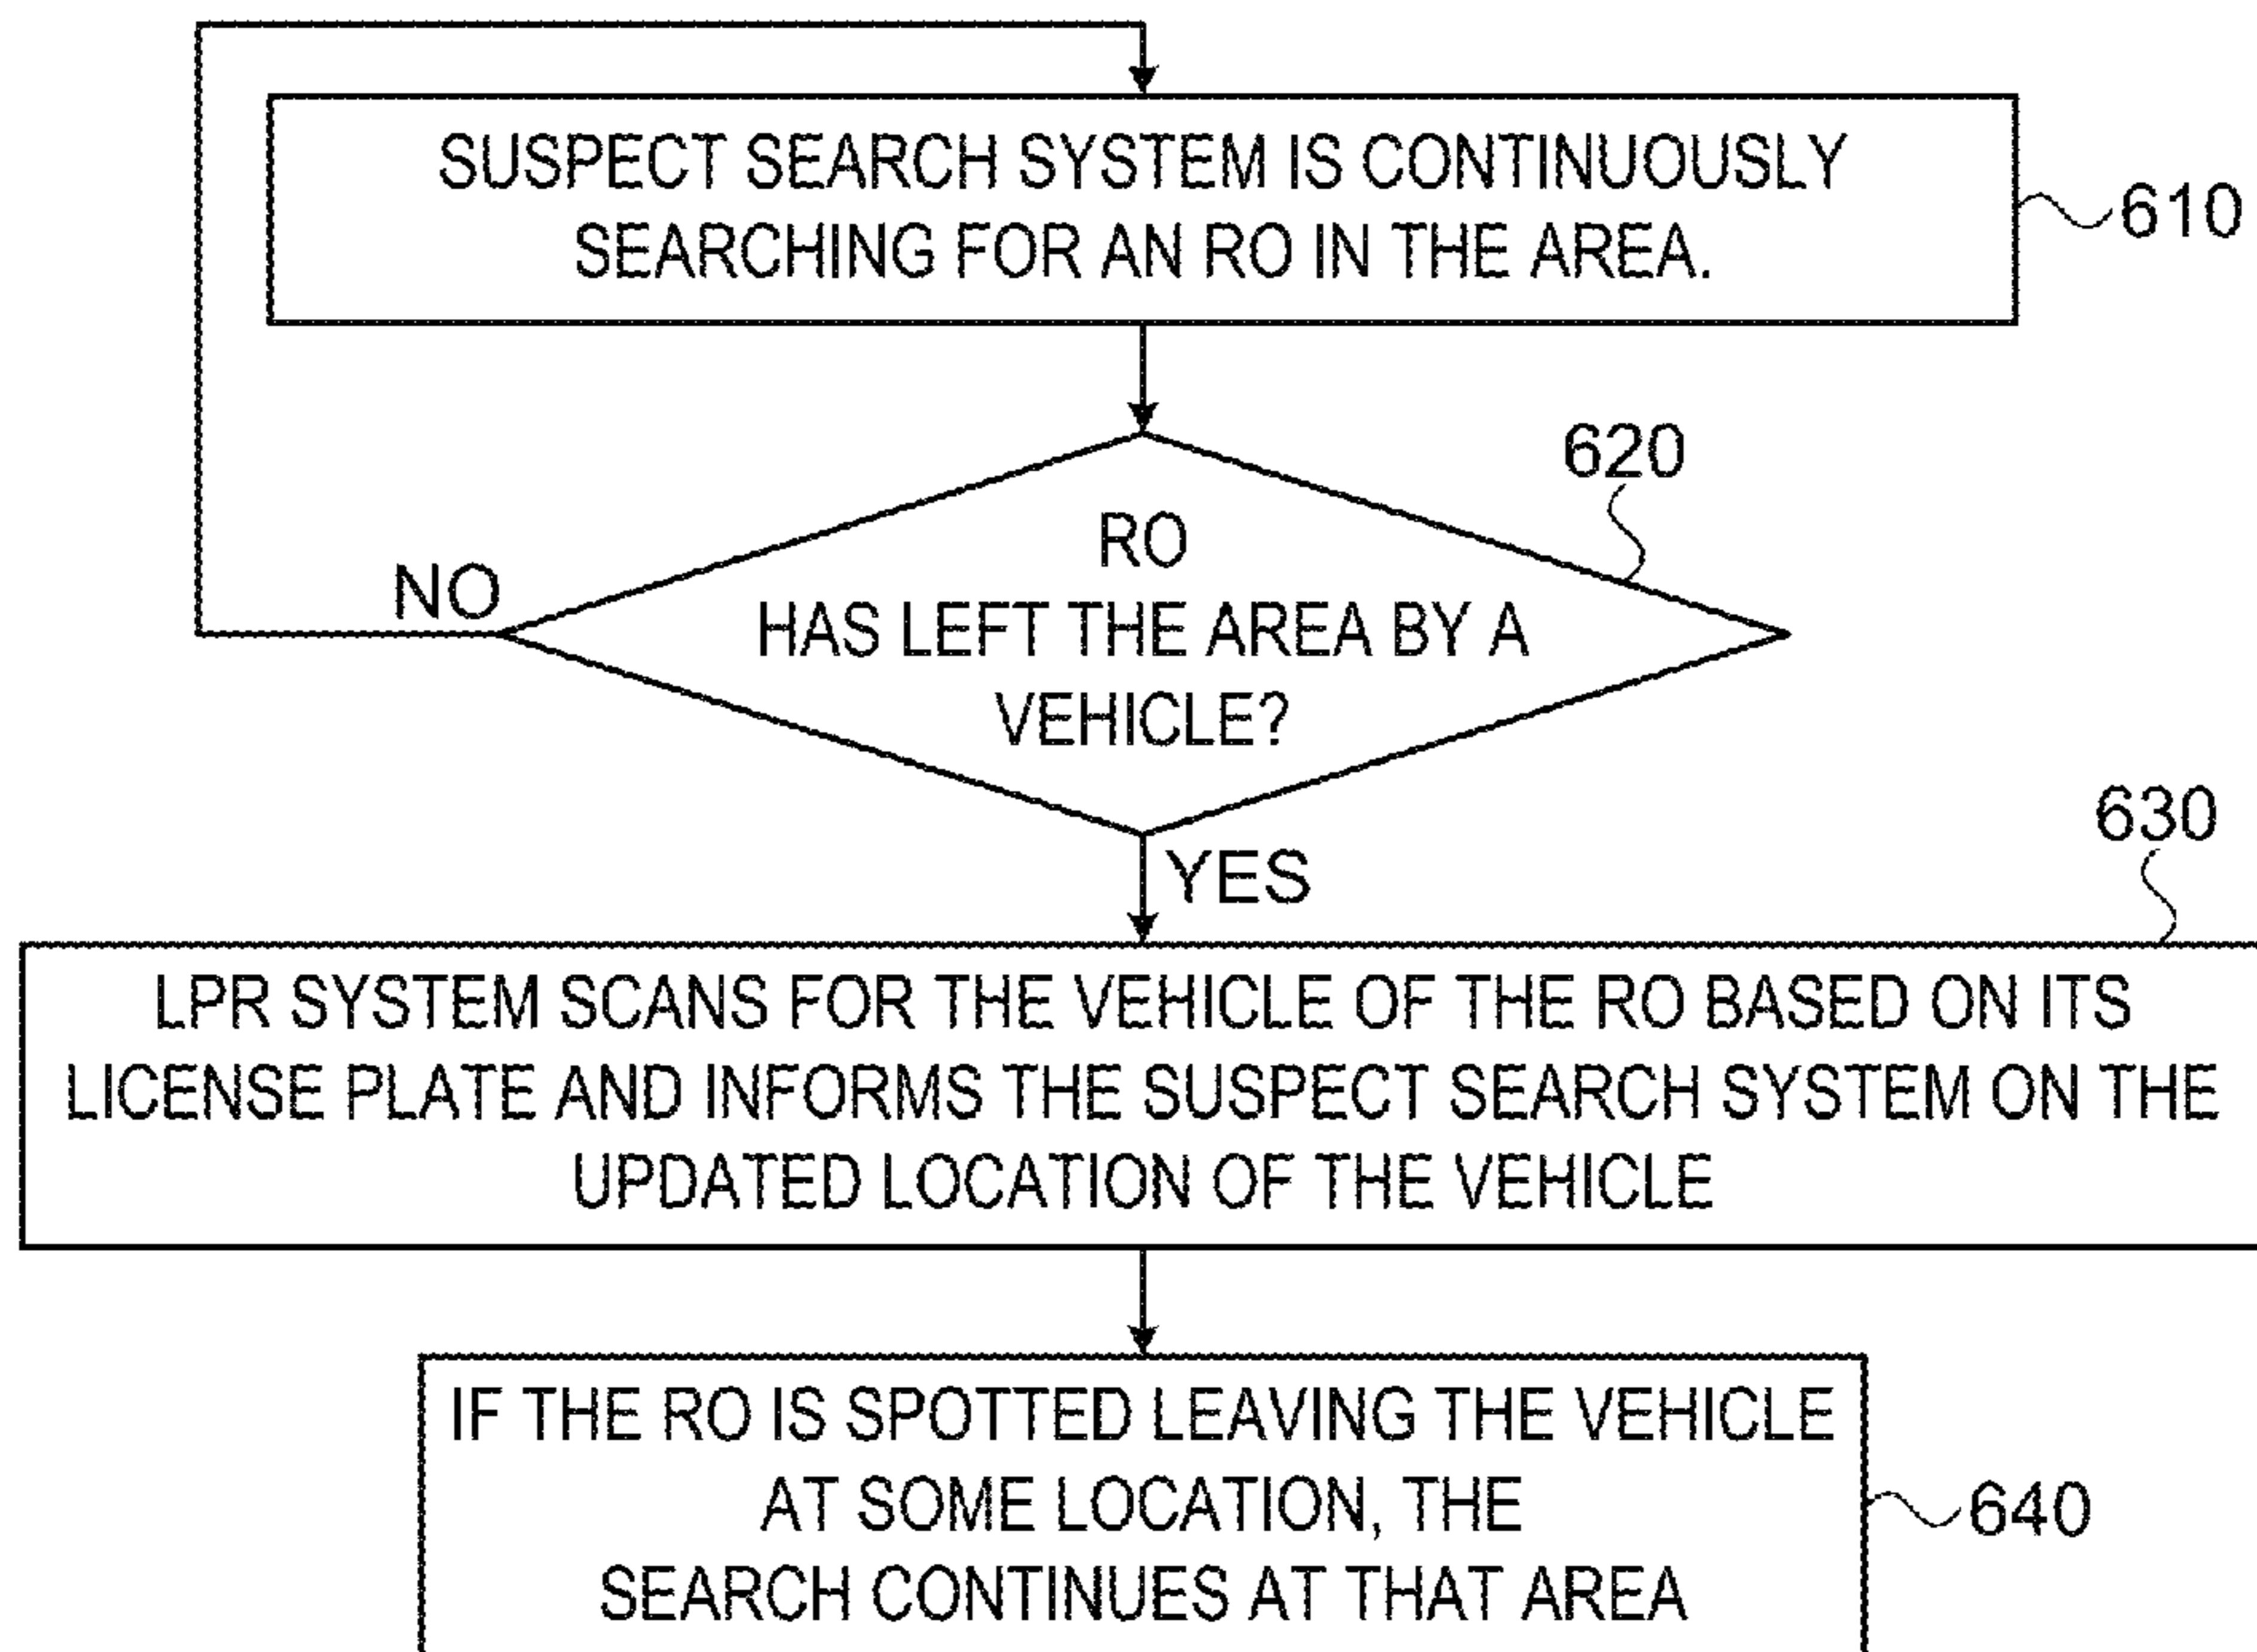 SUSPECT SEARCH SYSTEM IS CONTINUOUSLY
SEARCHING FOR AN RO IN THE AREA.
610
620
RO
HAS LEFT THE AREA BY A
VEHICLE?
NO
YES
630
LPR SYSTEM SCANS FOR THE VEHICLE OF THE RO BASED ON ITS
LICENSE PLATE AND INFORMS THE SUSPECT SEARCH SYSTEM ON THE
UPDATED LOCATION OF THE VEHICLE
IF THE RO IS SPOTTED LEAVING THE VEHICLE
AT SOME LOCATION, THE
SEARCH CONTINUES AT THAT AREA
640